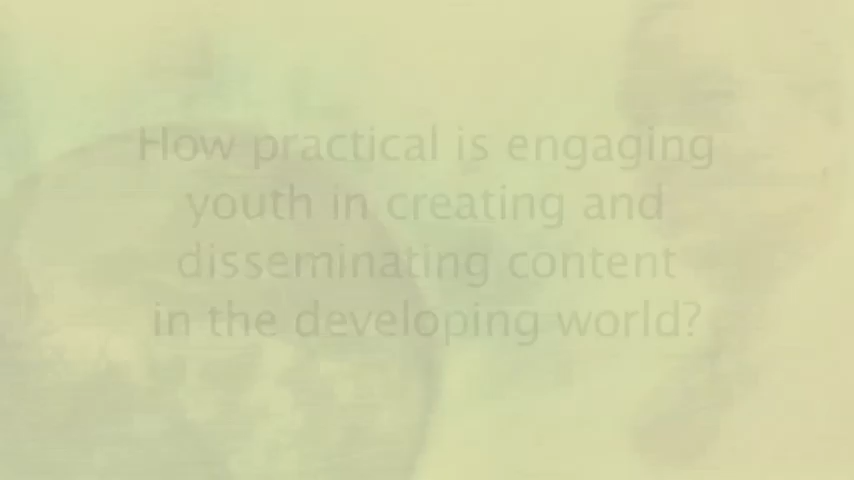 How practical is engaging
youth in creating and
disseminating content
in the developing world?